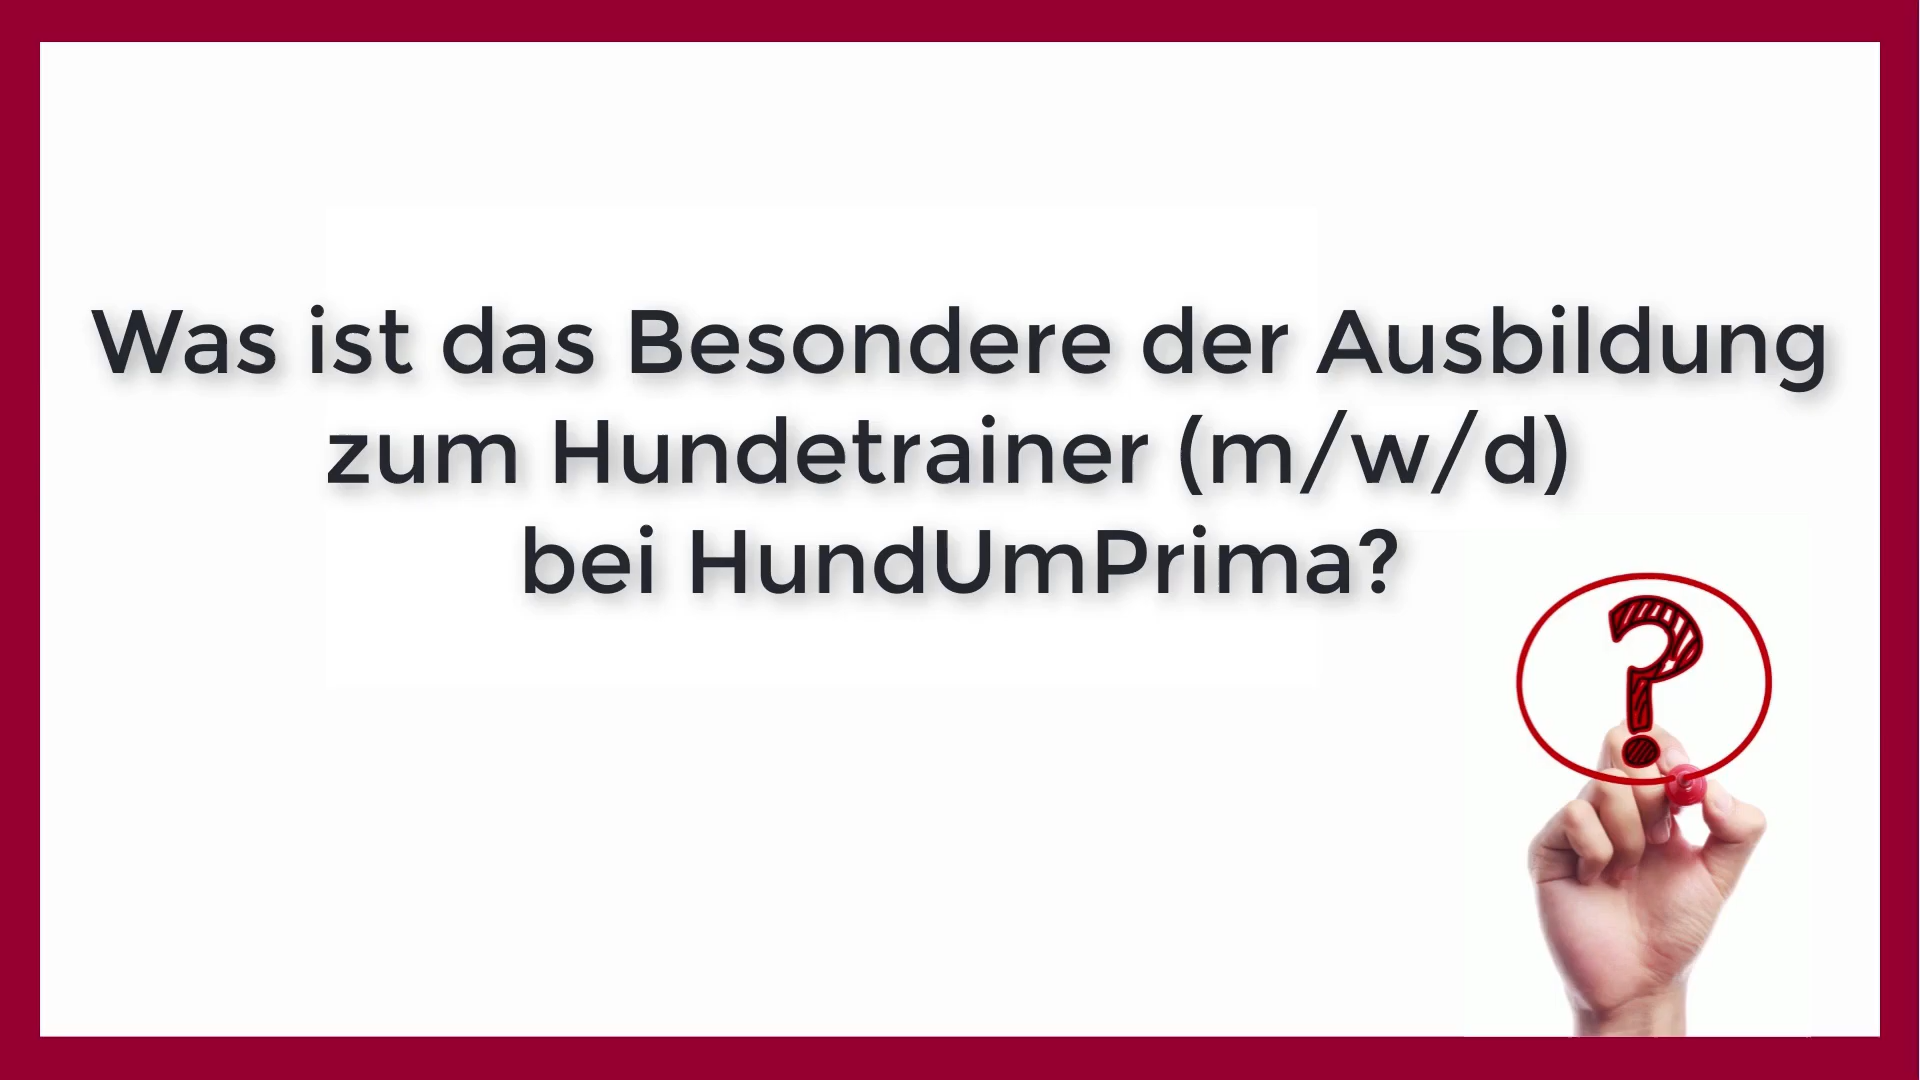 Was ist das Besondere der Ausbildung
zum Hundetrainer (m/w/d)
bei HundUmPrima?
?